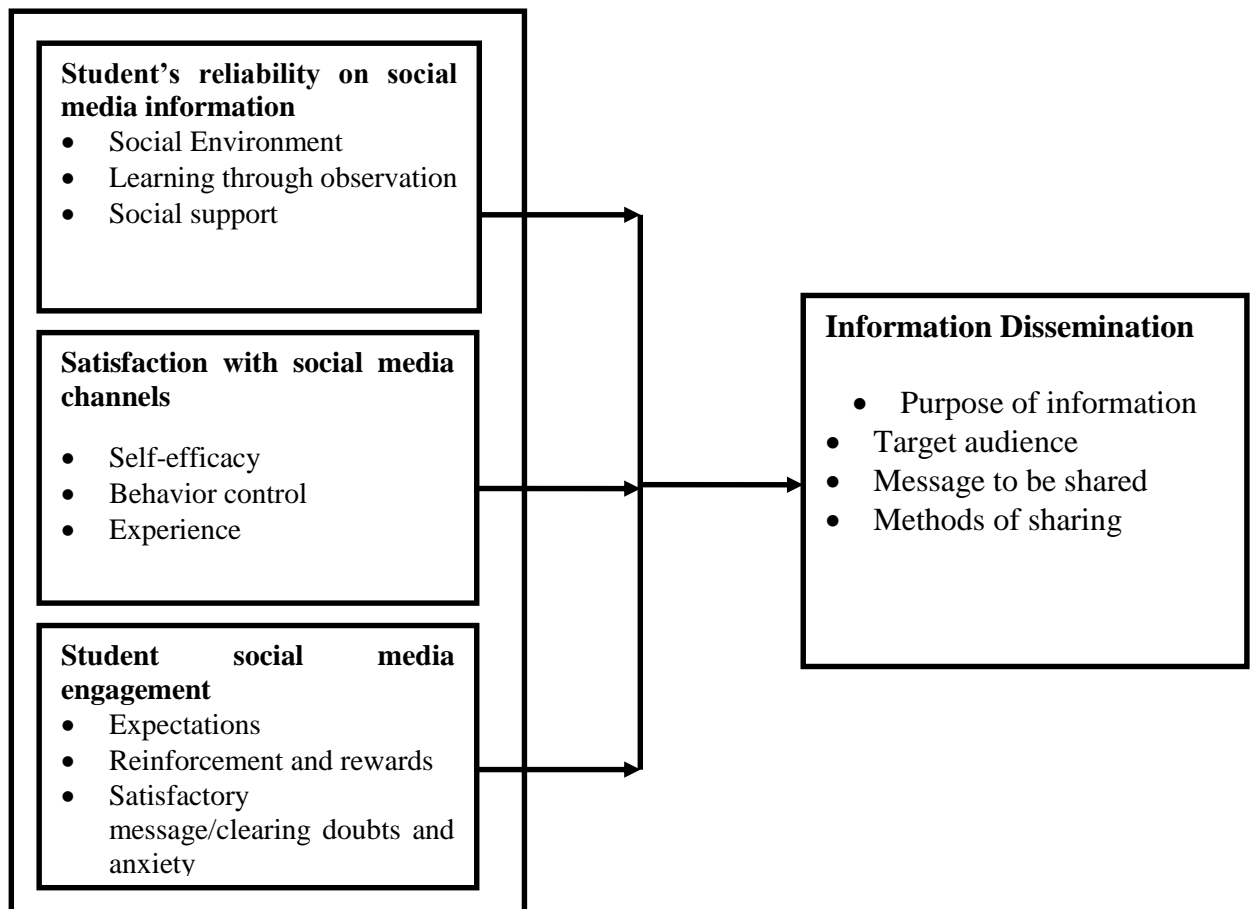 Student’s reliability on social
media information
• Social Environment
• Learning through observation
• Social support
Satisfaction with social media
channels
• Self-efficacy
• Behavior control
• Experience
Student social media
engagement
• Expectations
• Reinforcement and rewards
• Satisfactory
message/clearing doubts and
anxiety
Information Dissemination
• Purpose of information
• Target audience
• Message to be shared
• Methods of sharing